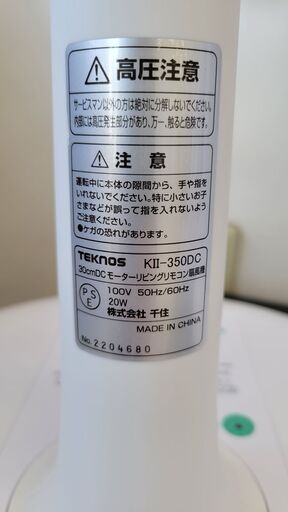 高圧注意
サービスマン以外の方は絶対に分解しないでください。
内部には高圧発生部分があり、万一、触ると危険です。
注 意
運転中に本体の隙間から、手や指を
いれないでください。特に小さいお子
さまなどが誤って指を入れないよう
ご注意ください。
●ケガの恐れがあります。
TEKNOS KII-350DC
30cmDCモーターリビングリモコン扇風機
PSE 100V 50Hz/60Hz
20W
株式会社 千住
MADE IN CHINA
No. 2204680